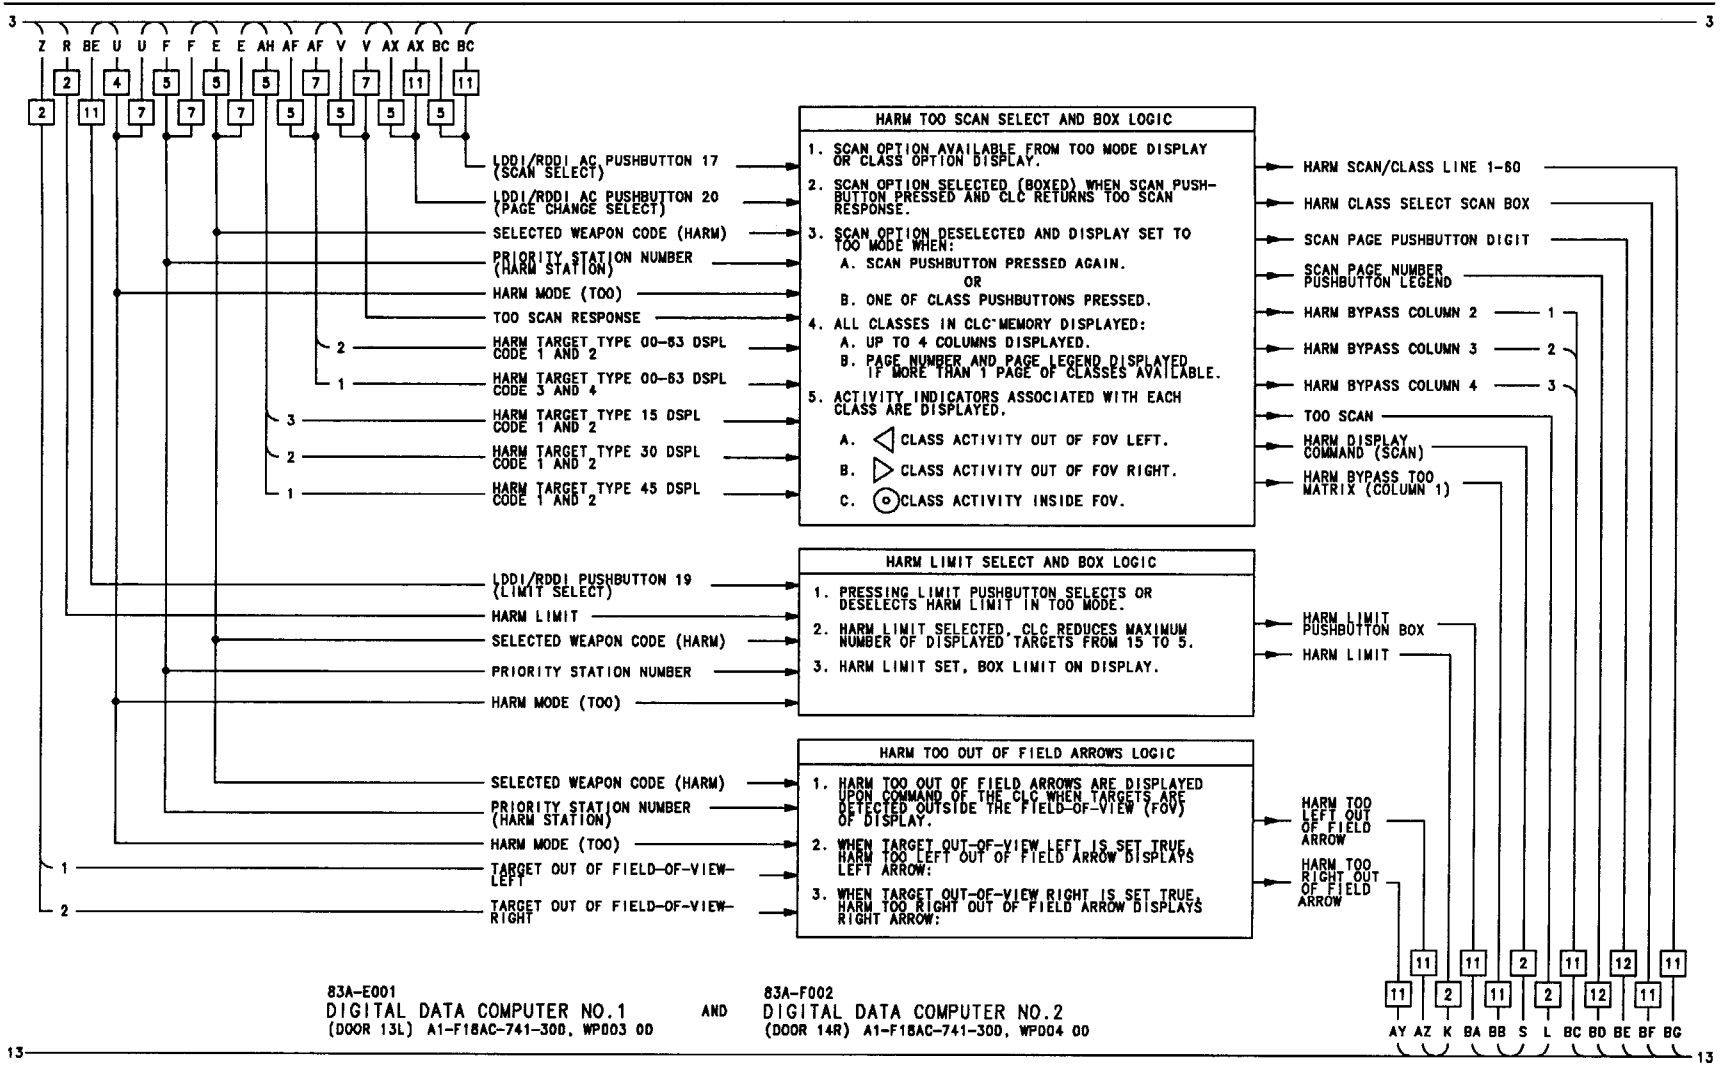 3 3
Z R BE U U F F E E AH AF AF V V AX AX BC BC
2 4 5 5 5 7 7 11 11
2 11 7 7 7 5 5 5 5
HARM TOO SCAN SELECT AND BOX LOGIC
LDDI/RDDI AC PUSHBUTTON 17
(SCAN SELECT)
LDDI/RDDI AC PUSHBUTTON 20
(PAGE CHANGE SELECT)
SELECTED WEAPON CODE (HARM)
PRIORITY STATION NUMBER
(HARM STATION)
HARM MODE (TOO)
TOO SCAN RESPONSE
2 HARM TARGET TYPE 00-63 DSPL
CODE 1 AND 2
1 HARM TARGET TYPE 00-63 DSPL
CODE 3 AND 4
3 HARM TARGET TYPE 15 DSPL
CODE 1 AND 2
2 HARM TARGET TYPE 30 DSPL
CODE 1 AND 2
1 HARM TARGET TYPE 45 DSPL
CODE 1 AND 2
1. SCAN OPTION AVAILABLE FROM TOO MODE DISPLAY
OR CLASS OPTION DISPLAY.
2. SCAN OPTION SELECTED (BOXED) WHEN SCAN PUSH-
BUTTON PRESSED AND CLC RETURNS TOO SCAN
RESPONSE.
3. SCAN OPTION DESELECTED AND DISPLAY SET TO
TOO MODE WHEN:
A. SCAN PUSHBUTTON PRESSED AGAIN.
OR
B. ONE OF CLASS PUSHBUTTONS PRESSED.
4. ALL CLASSES IN CLC MEMORY DISPLAYED:
A. UP TO 4 COLUMNS DISPLAYED.
B. PAGE NUMBER AND PAGE LEGEND DISPLAYED
IF MORE THAN 1 PAGE OF CLASSES AVAILABLE.
5. ACTIVITY INDICATORS ASSOCIATED WITH EACH
CLASS ARE DISPLAYED.
A. CLASS ACTIVITY OUT OF FOV LEFT.
B. CLASS ACTIVITY OUT OF FOV RIGHT.
C. CLASS ACTIVITY INSIDE FOV.
HARM SCAN/CLASS LINE 1-60
HARM CLASS SELECT SCAN BOX
SCAN PAGE PUSHBUTTON DIGIT
SCAN PAGE NUMBER
PUSHBUTTON LEGEND
HARM BYPASS COLUMN 2 1
HARM BYPASS COLUMN 3 2
HARM BYPASS COLUMN 4 3
TOO SCAN
HARM DISPLAY
COMMAND (SCAN)
HARM BYPASS TOO
MATRIX (COLUMN 1)
HARM LIMIT SELECT AND BOX LOGIC
LDDI/RDDI PUSHBUTTON 19
(LIMIT SELECT)
HARM LIMIT
SELECTED WEAPON CODE (HARM)
PRIORITY STATION NUMBER
HARM MODE (TOO)
1. PRESSING LIMIT PUSHBUTTON SELECTS OR
DESELECTS HARM LIMIT IN TOO MODE.
2. HARM LIMIT SELECTED, CLC REDUCES MAXIMUM
NUMBER OF DISPLAYED TARGETS FROM 15 TO 5.
3. HARM LIMIT SET, BOX LIMIT ON DISPLAY.
HARM LIMIT
PUSHBUTTON BOX
HARM LIMIT
HARM TOO OUT OF FIELD ARROWS LOGIC
SELECTED WEAPON CODE (HARM)
PRIORITY STATION NUMBER
(HARM STATION)
HARM MODE (TOO)
1 TARGET OUT OF FIELD-OF-VIEW-
LEFT
2 TARGET OUT OF FIELD-OF-VIEW-
RIGHT
1. HARM TOO OUT OF FIELD ARROWS ARE DISPLAYED
UPON COMMAND OF THE CLC WHEN TARGETS ARE
DETECTED OUTSIDE THE FIELD-OF-VIEW (FOV)
OF DISPLAY.
2. WHEN TARGET OUT-OF-VIEW LEFT IS SET TRUE,
HARM TOO LEFT OUT OF FIELD ARROW DISPLAYS
LEFT ARROW:
3. WHEN TARGET OUT-OF-VIEW RIGHT IS SET TRUE,
HARM TOO RIGHT OUT OF FIELD ARROW DISPLAYS
RIGHT ARROW:
HARM TOO
LEFT OUT
OF FIELD
ARROW
HARM TOO
RIGHT OUT
OF FIELD
ARROW
11 11 2 11 12 11
11 2 11 2 12 11
AY AZ K BA BB S L BC BD BE BF BG
83A-E001
DIGITAL DATA COMPUTER NO.1
(DOOR 13L) A1-F18AC-741-300, WP003 00
AND
83A-F002
DIGITAL DATA COMPUTER NO.2
(DOOR 14R) A1-F18AC-741-300, WP004 00
13 13